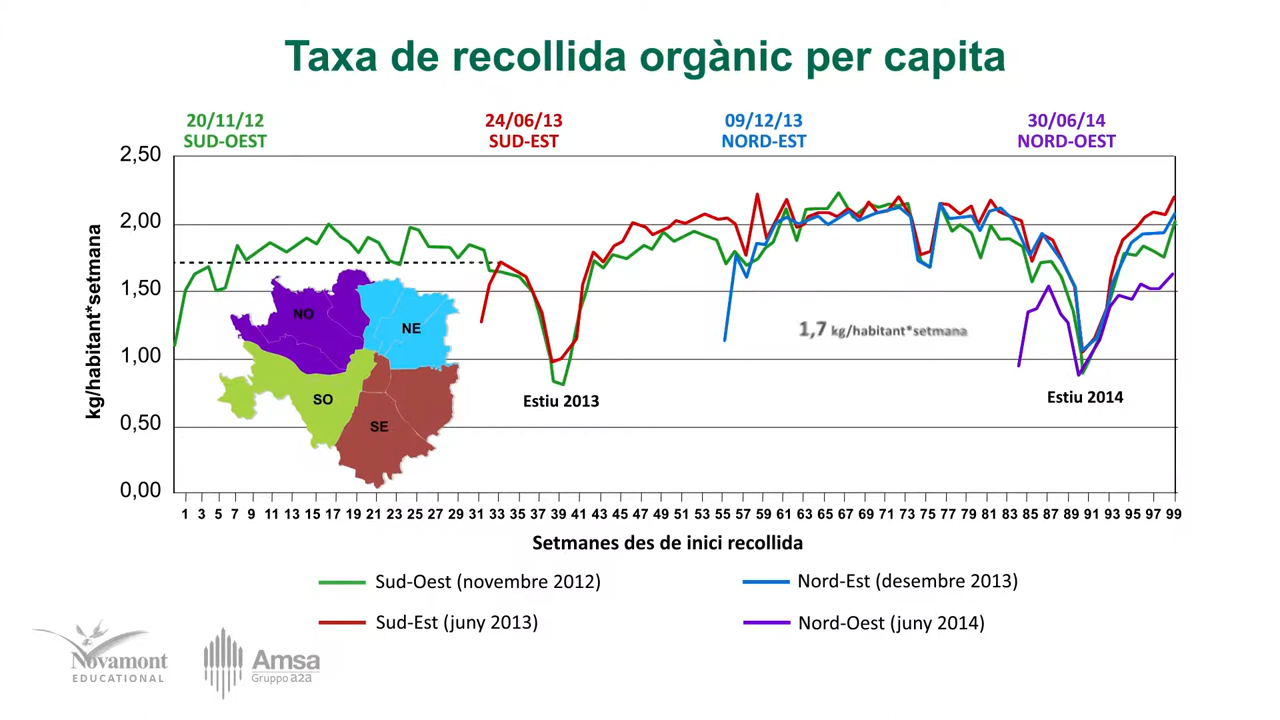 Taxa de recollida orgànic per capita
20/11/12
SUD-OEST
24/06/13
SUD-EST
09/12/13
NORD-EST
30/06/14
NORD-OEST
2,50
2,00
1,50
1,00
0,50
0,00
kg/habitant*setmana
NO
NE
SO
SE
1,7 kg/habitant*setmana
Estiu 2013
Estiu 2014
1 3 5 7 9 11 13 15 17 19 21 23 25 27 29 31 33 35 37 39 41 43 45 47 49 51 53 55 57 59 61 63 65 67 69 71 73 75 77 79 81 83 85 87 89 91 93 95 97 99
Setmanes des de inici recollida
Sud-Oest (novembre 2012)
Nord-Est (desembre 2013)
Sud-Est (juny 2013)
Nord-Oest (juny 2014)
Novamont
EDUCATIONAL
Amsa
Gruppo a2a